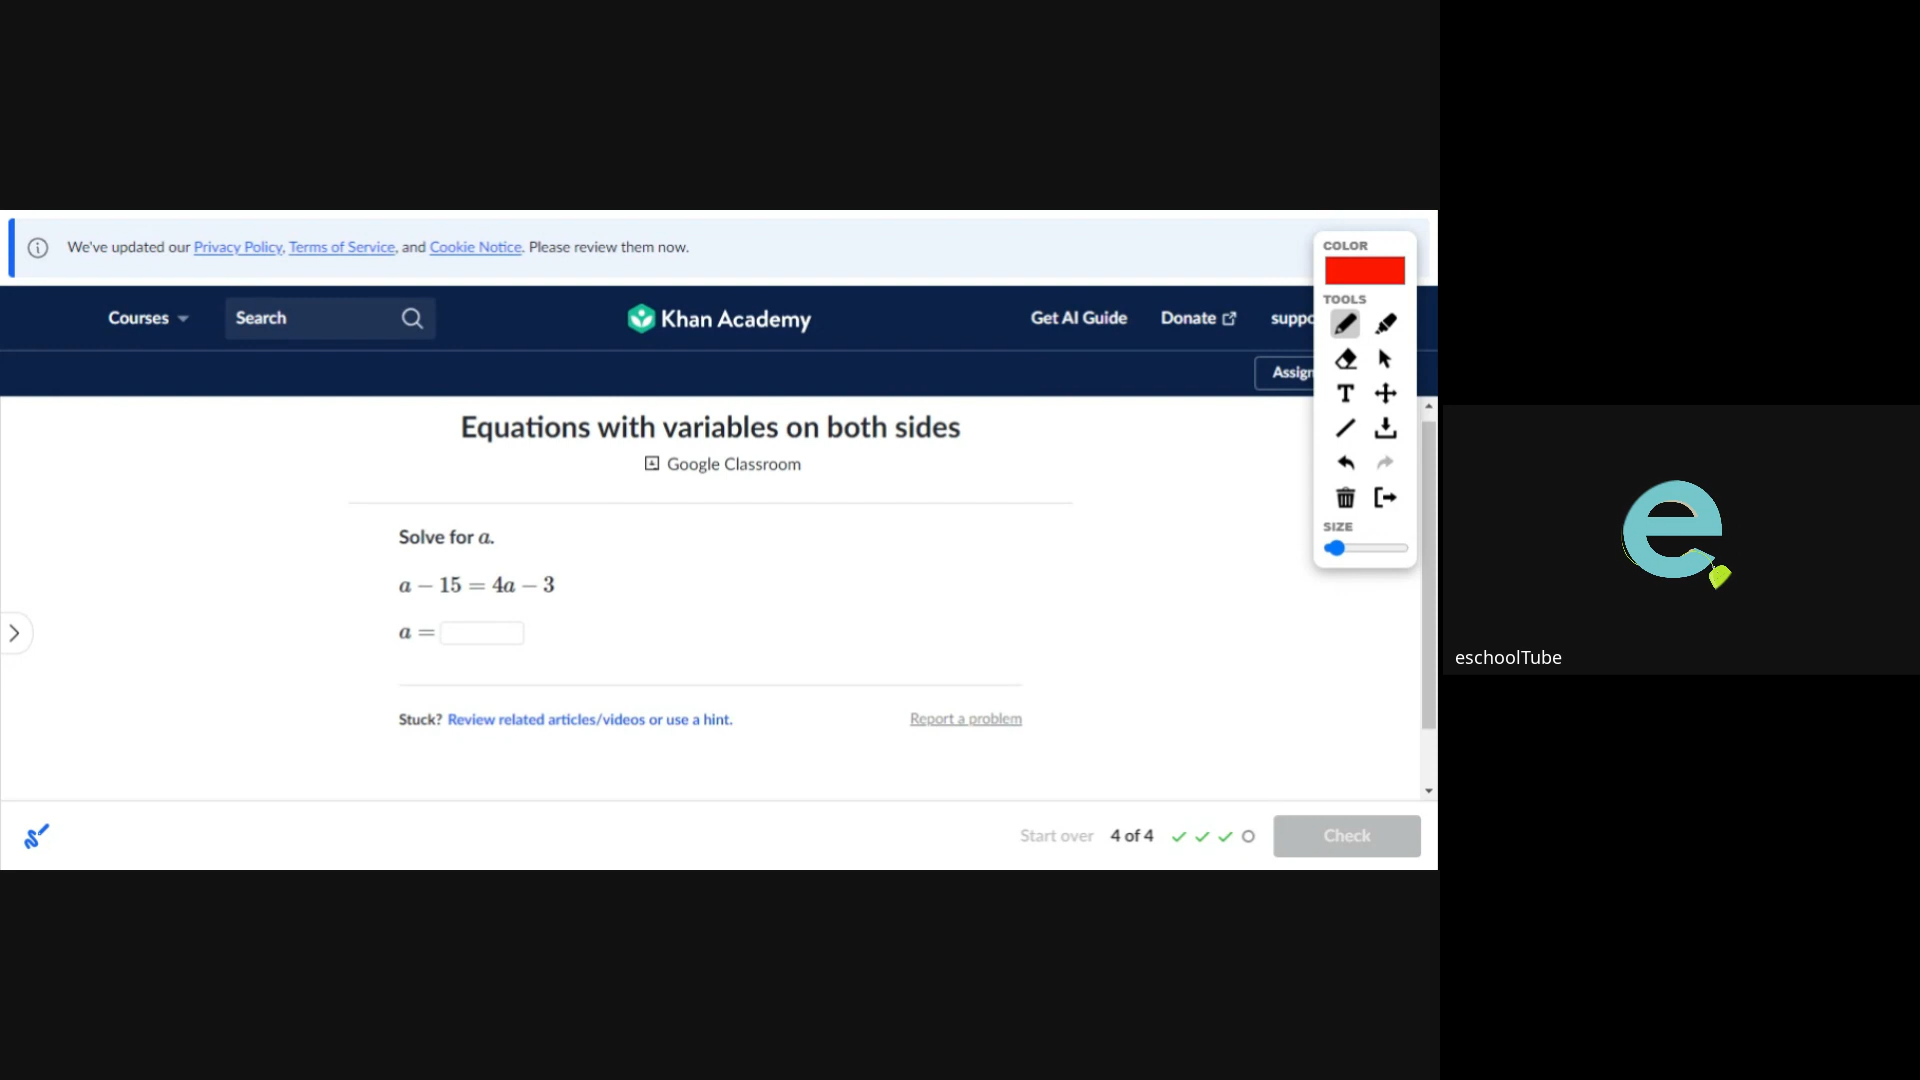 We've updated our Privacy Policy, Terms of Service, and Cookie Notice. Please review them now.
Courses
Search
Khan Academy
Get AI Guide
Donate
suppo
Assign
COLOR
TOOLS
T
SIZE
Equations with variables on both sides
Google Classroom
Solve for a.
a − 15 = 4a − 3
a =
Stuck? Review related articles/videos or use a hint.
Report a problem
Start over
4 of 4
Check
e
eschoolTube